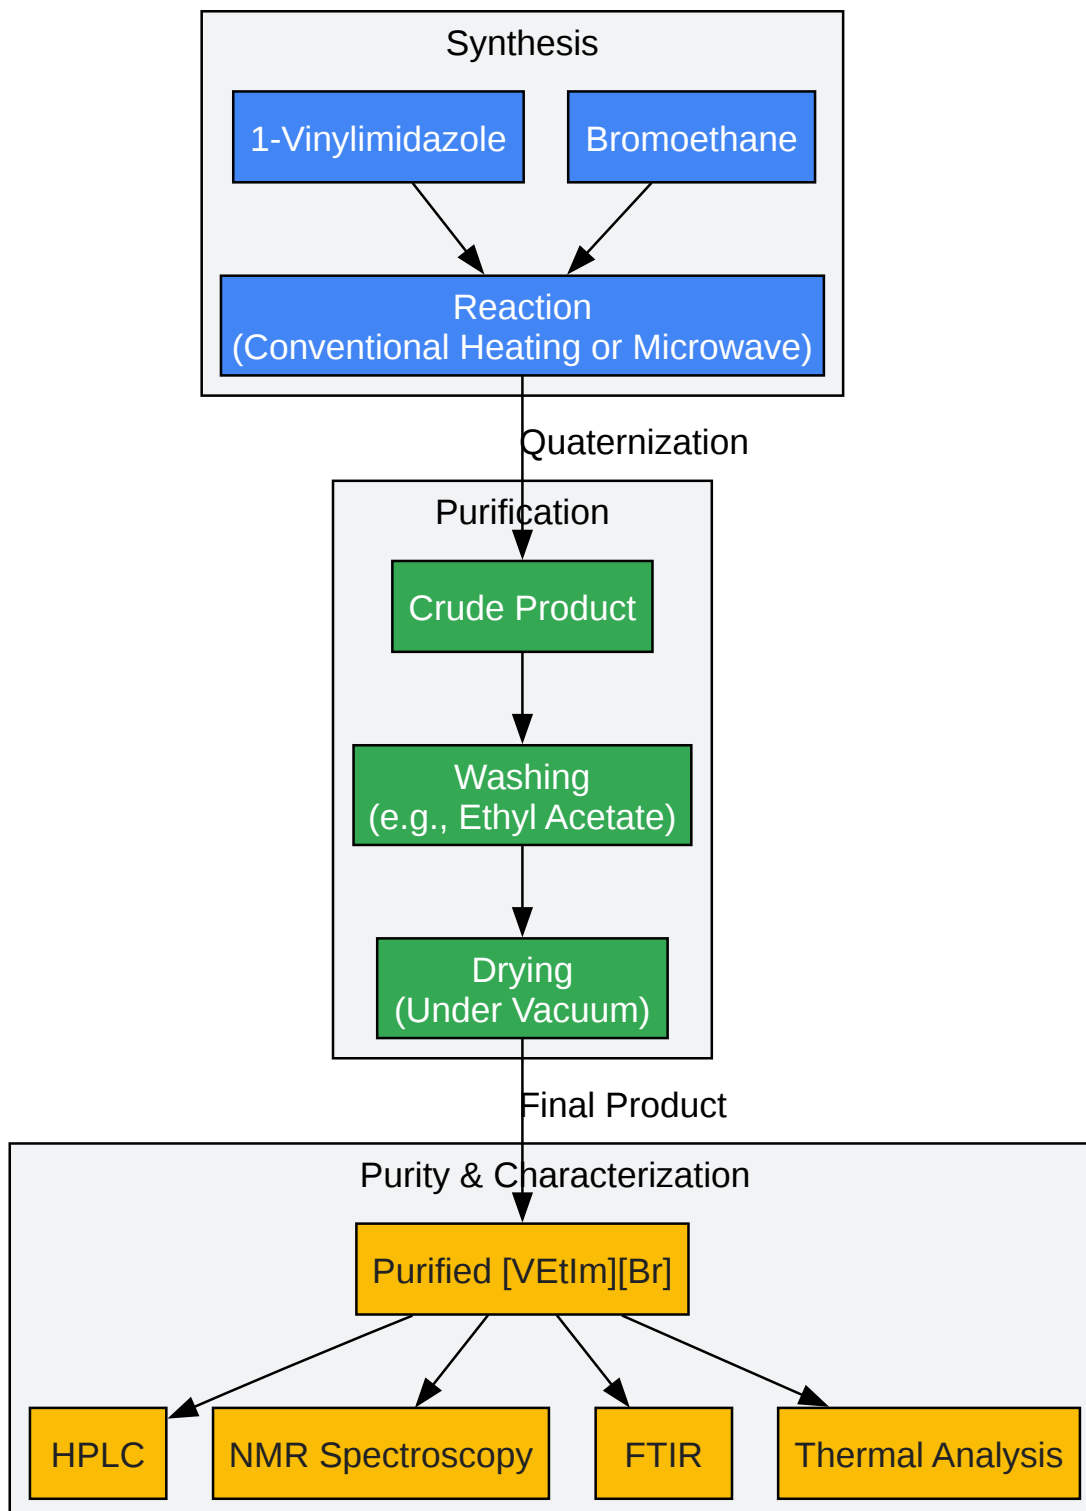 Synthesis
1-Vinylimidazole
Bromoethane
Reaction
(Conventional Heating or Microwave)
Quaternization
Purification
Crude Product
Washing
(e.g., Ethyl Acetate)
Drying
(Under Vacuum)
Final Product
Purity & Characterization
Purified [VEtIm][Br]
HPLC
NMR Spectroscopy
FTIR
Thermal Analysis